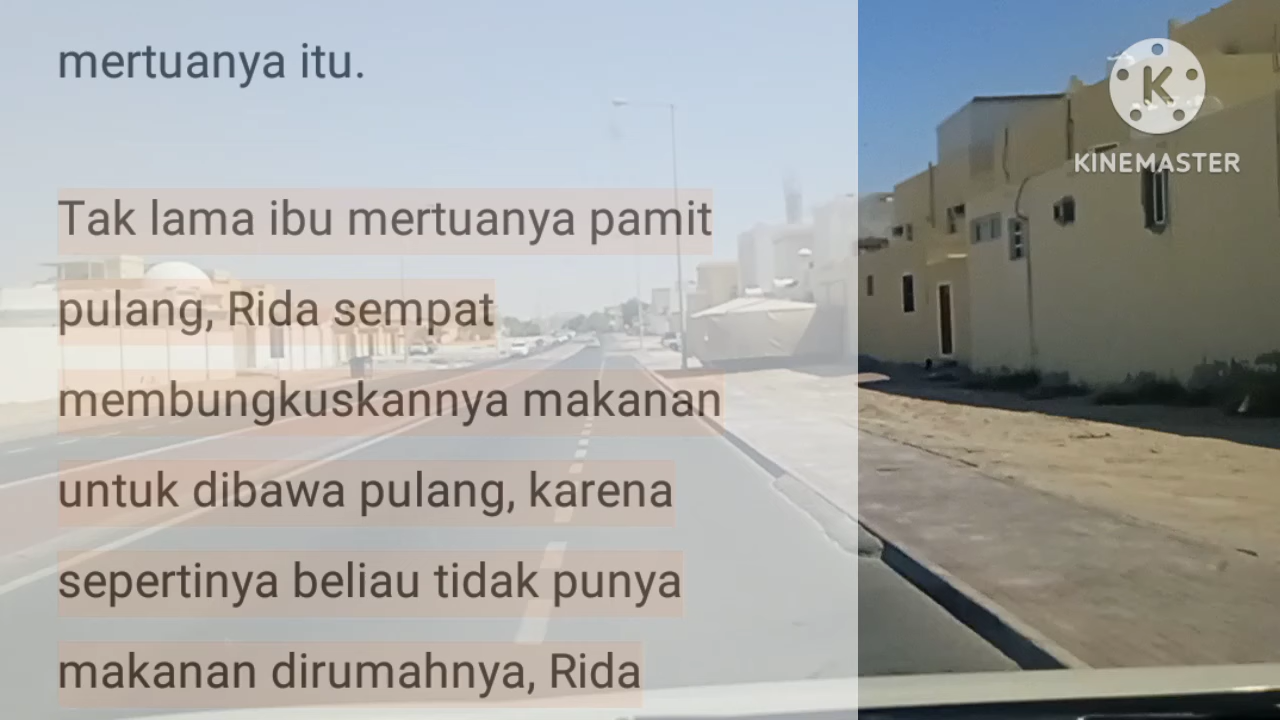 mertuanya itu.
Tak lama ibu mertuanya pamit
pulang, Rida sempat
membungkuskannya makanan
untuk dibawa pulang, karena
sepertinya beliau tidak punya
makanan dirumahnya, Rida
K
KINEMASTER